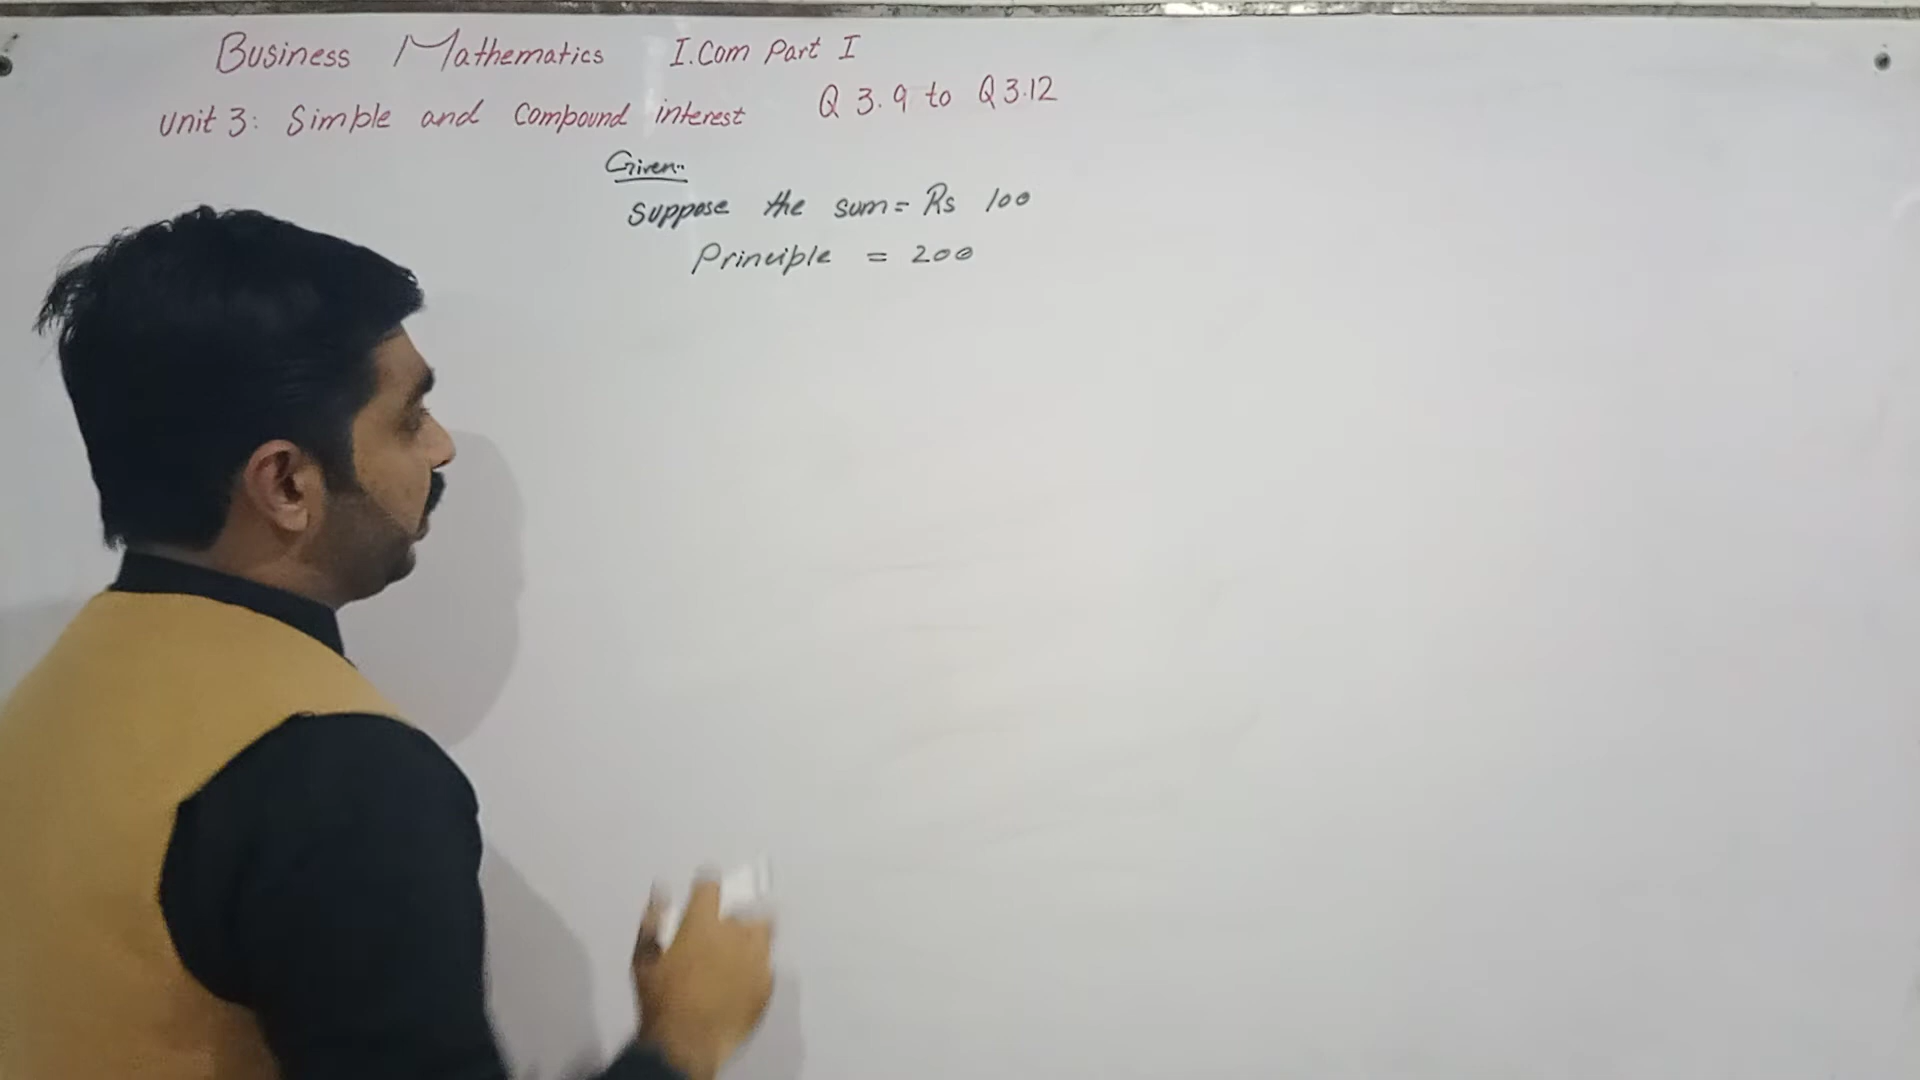 Business Mathematics I.Com Part I
Unit 3: Simple and Compound interest Q 3.9 to Q 3.12
Given:-
Suppose the sum = Rs 100
Principle = 200